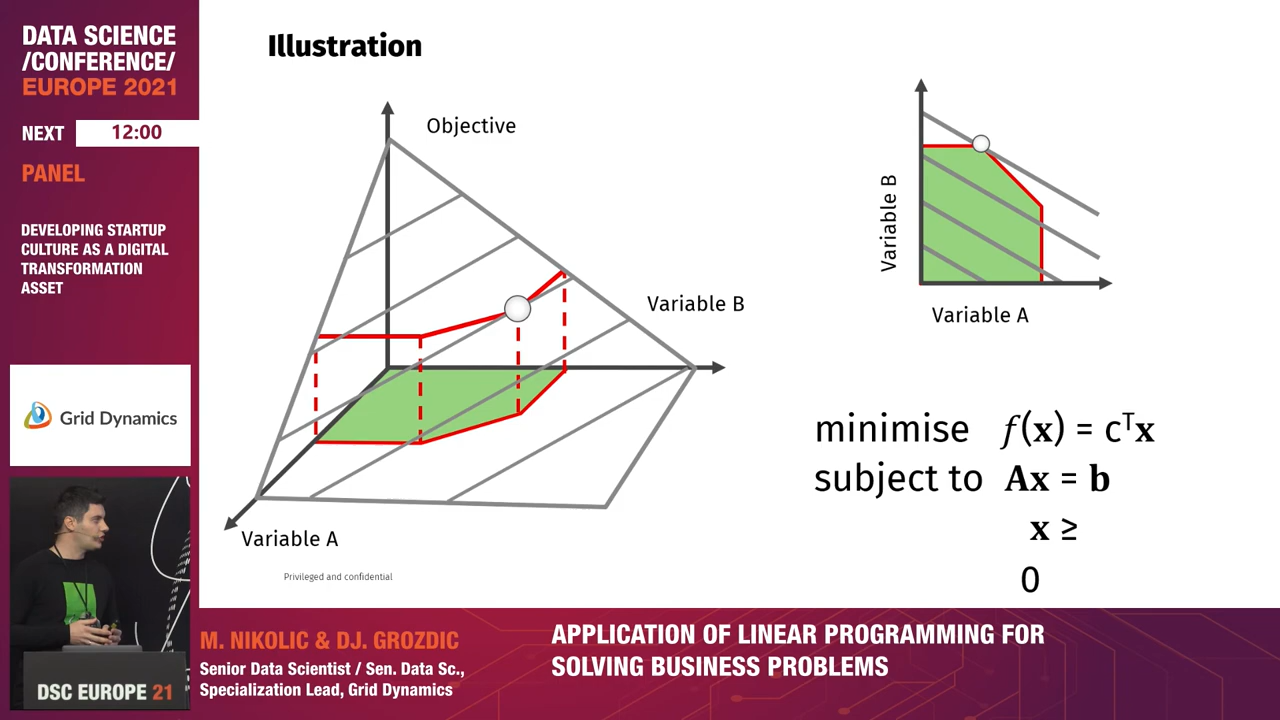 DATA SCIENCE
/CONFERENCE/
EUROPE 2021
NEXT 12:00
PANEL
DEVELOPING STARTUP
CULTURE AS A DIGITAL
TRANSFORMATION
ASSET
Grid Dynamics
DSC EUROPE 21
Illustration
Objective
Variable B
Variable A
Privileged and confidential
Variable B
Variable A
minimise f(x) = cᵀx
subject to Ax = b
x ≥
0
M. NIKOLIC & DJ. GROZDIC
Senior Data Scientist / Sen. Data Sc.,
Specialization Lead, Grid Dynamics
APPLICATION OF LINEAR PROGRAMMING FOR
SOLVING BUSINESS PROBLEMS